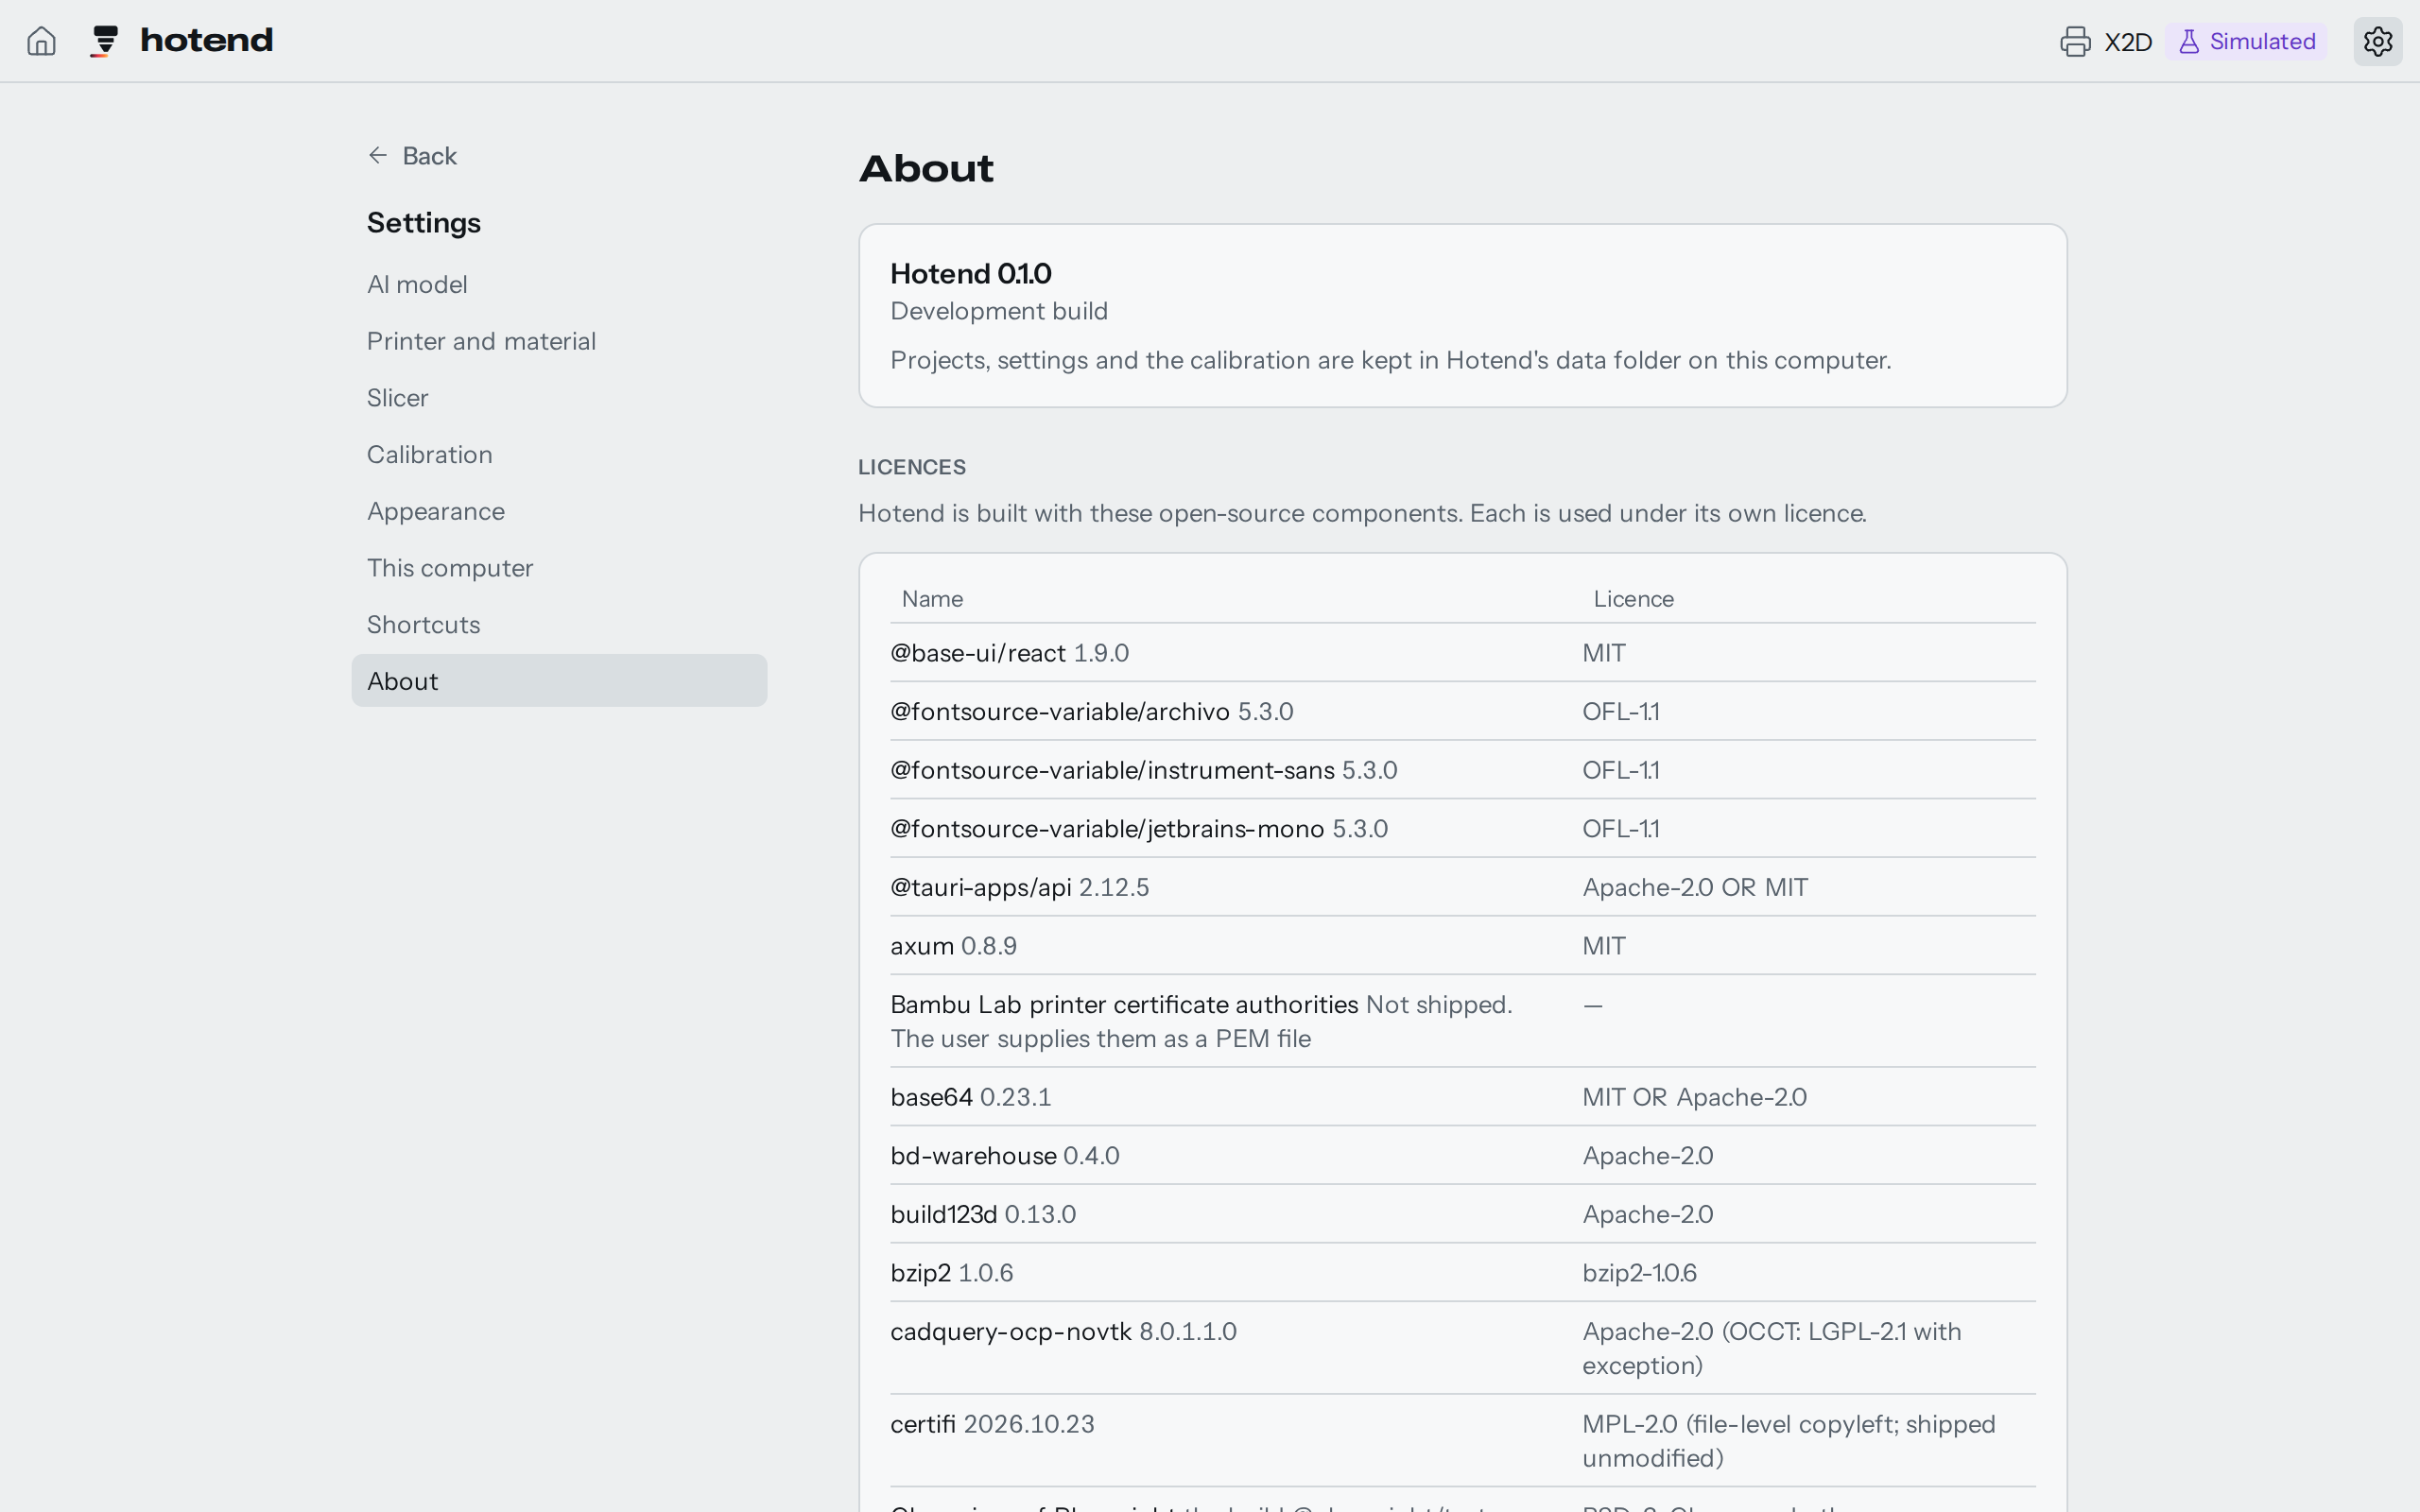 hotend
X2D
Simulated
Back
Settings
AI model
Printer and material
Slicer
Calibration
Appearance
This computer
Shortcuts
About
About
Hotend 0.1.0
Development build
Projects, settings and the calibration are kept in Hotend's data folder on this computer.
LICENCES
Hotend is built with these open-source components. Each is used under its own licence.
Name Licence
@base-ui/react 1.9.0 MIT
@fontsource-variable/archivo 5.3.0 OFL-1.1
@fontsource-variable/instrument-sans 5.3.0 OFL-1.1
@fontsource-variable/jetbrains-mono 5.3.0 OFL-1.1
@tauri-apps/api 2.12.5 Apache-2.0 OR MIT
axum 0.8.9 MIT
Bambu Lab printer certificate authorities Not shipped. —
The user supplies them as a PEM file
base64 0.23.1 MIT OR Apache-2.0
bd-warehouse 0.4.0 Apache-2.0
build123d 0.13.0 Apache-2.0
bzip2 1.0.6 bzip2-1.0.6
cadquery-ocp-novtk 8.0.1.1.0 Apache-2.0 (OCCT: LGPL-2.1 with
exception)
certifi 2026.10.23 MPL-2.0 (file-level copyleft; shipped
unmodified)